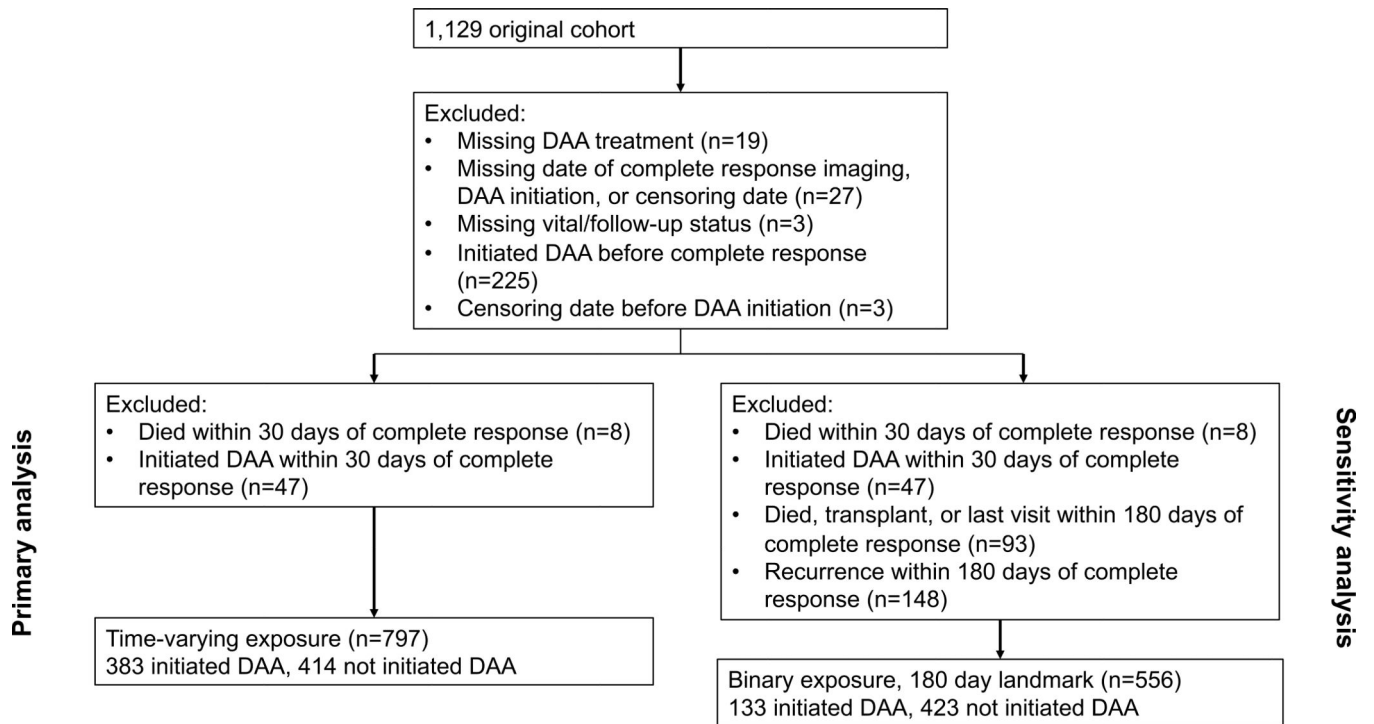 1,129 original cohort
Excluded:
• Missing DAA treatment (n=19)
• Missing date of complete response imaging,
DAA initiation, or censoring date (n=27)
• Missing vital/follow-up status (n=3)
• Initiated DAA before complete response
(n=225)
• Censoring date before DAA initiation (n=3)
Primary analysis
Excluded:
• Died within 30 days of complete response (n=8)
• Initiated DAA within 30 days of complete
response (n=47)
Time-varying exposure (n=797)
383 initiated DAA, 414 not initiated DAA
Excluded:
• Died within 30 days of complete response (n=8)
• Initiated DAA within 30 days of complete
response (n=47)
• Died, transplant, or last visit within 180 days of
complete response (n=93)
• Recurrence within 180 days of complete
response (n=148)
Binary exposure, 180 day landmark (n=556)
133 initiated DAA, 423 not initiated DAA
Sensitivity analysis